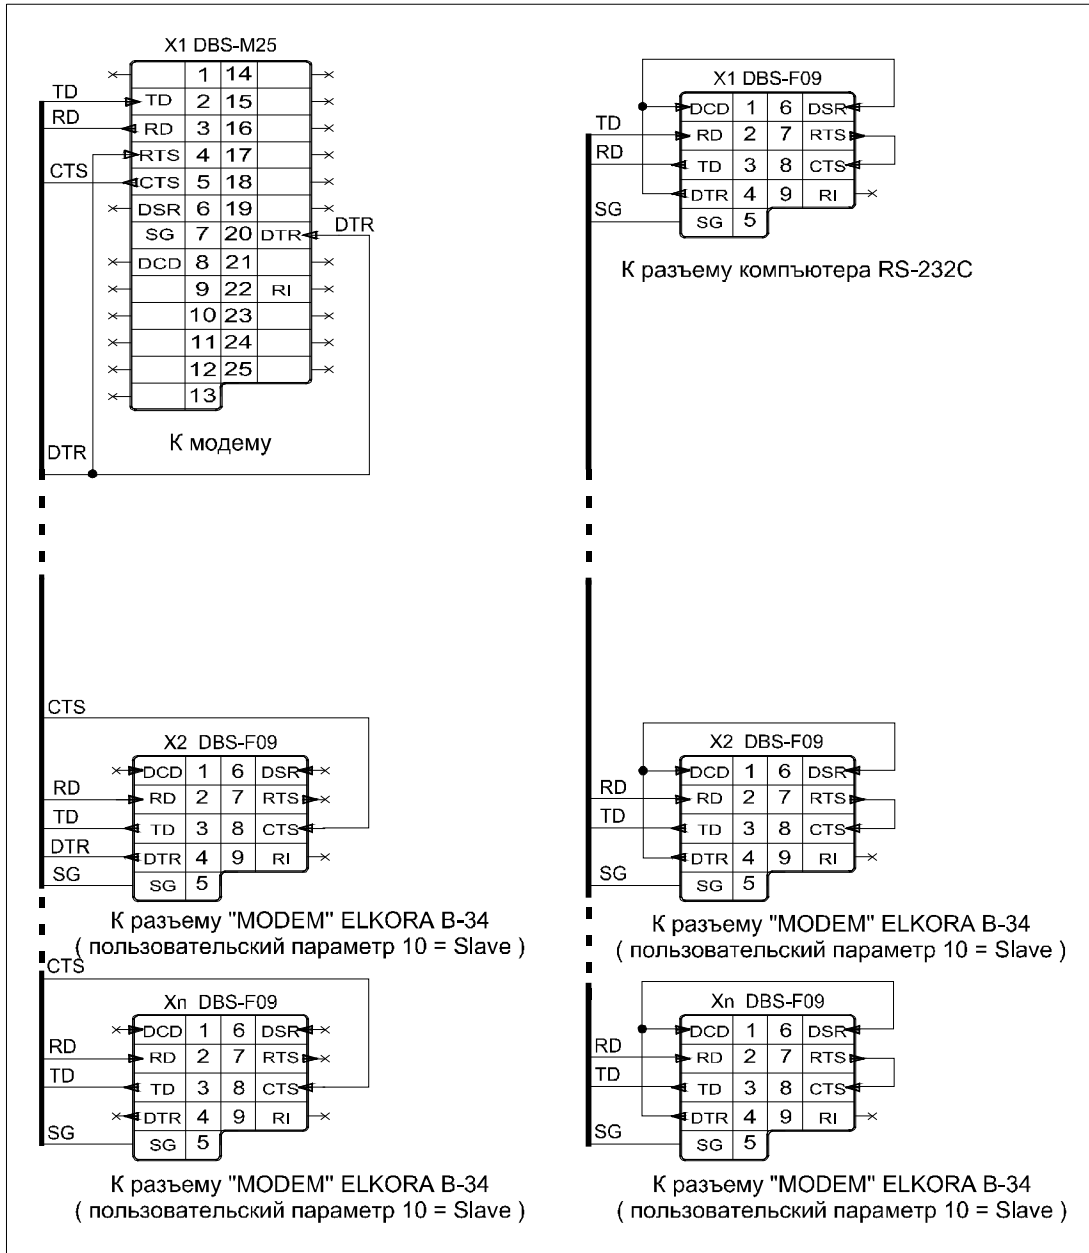 X1 DBS-M25
1 14
TD
TD 2 15
RD
RD 3 16
RTS 4 17
CTS
CTS 5 18
DSR 6 19
SG 7 20 DTR
DTR
DCD 8 21
9 22 RI
10 23
11 24
12 25
13
К модему
DTR
CTS
X2 DBS-F09
DCD 1 6 DSR
RD
RD 2 7 RTS
TD
TD 3 8 CTS
DTR
DTR 4 9 RI
SG
SG 5
К разъему "MODEM" ELKORA B-34
( пользовательский параметр 10 = Slave )
CTS
Xn DBS-F09
DCD 1 6 DSR
RD
RD 2 7 RTS
TD
TD 3 8 CTS
DTR 4 9 RI
SG
SG 5
К разъему "MODEM" ELKORA B-34
( пользовательский параметр 10 = Slave )
X1 DBS-F09
DCD 1 6 DSR
TD
RD 2 7 RTS
RD
TD 3 8 CTS
DTR 4 9 RI
SG
SG 5
К разъему компъютера RS-232C
X2 DBS-F09
DCD 1 6 DSR
RD
RD 2 7 RTS
TD
TD 3 8 CTS
DTR 4 9 RI
SG
SG 5
К разъему "MODEM" ELKORA B-34
( пользовательский параметр 10 = Slave )
Xn DBS-F09
DCD 1 6 DSR
RD
RD 2 7 RTS
TD
TD 3 8 CTS
DTR 4 9 RI
SG
SG 5
К разъему "MODEM" ELKORA B-34
( пользовательский параметр 10 = Slave )